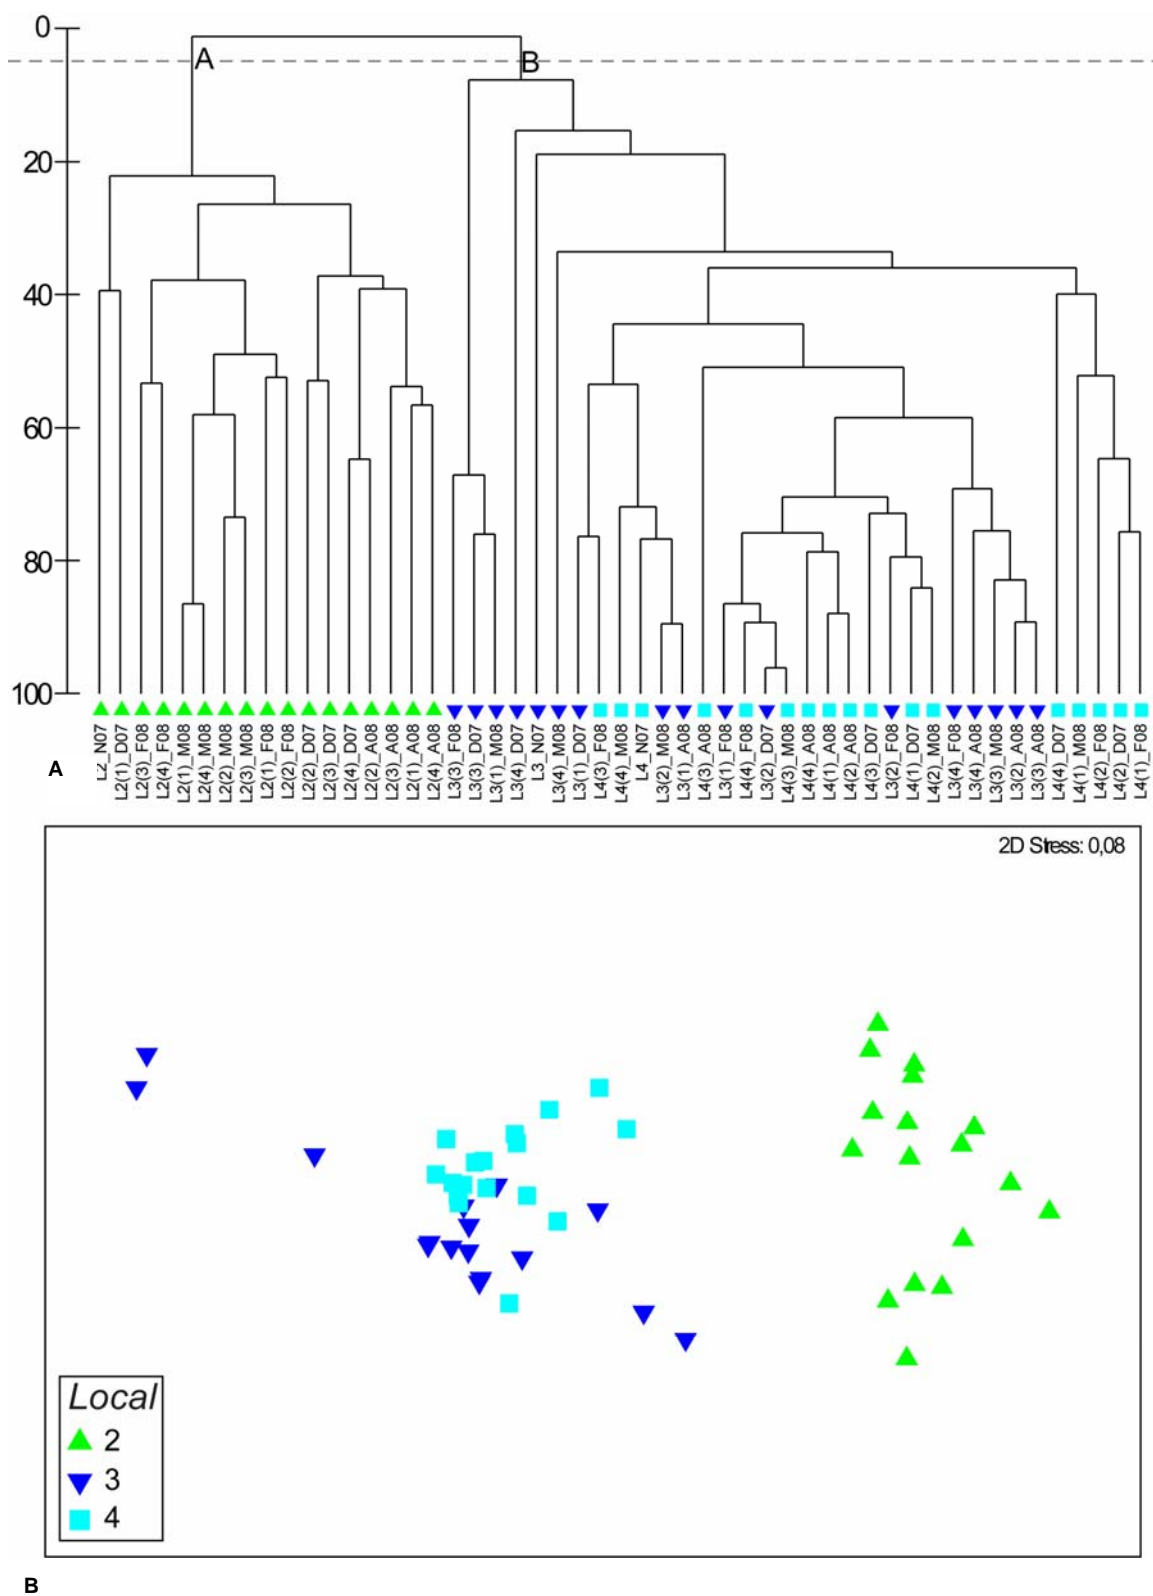 0
A
B
20
40
60
80
100
L2_N07
L2(1)_D07
L2(3)_F08
L2(4)_F08
L2(1)_M08
L2(4)_M08
L2(2)_M08
L2(3)_M08
L2(1)_F08
L2(2)_F08
L2(2)_D07
L2(3)_D07
L2(4)_D07
L2(2)_A08
L2(3)_A08
L2(1)_A08
L2(4)_A08
L3(3)_F08
L3(3)_D07
L3(1)_M08
L3(4)_D07
L3_N07
L3(4)_M08
L3(1)_D07
L4(3)_F08
L4(4)_M08
L4_N07
L3(2)_M08
L3(1)_A08
L4(3)_A08
L3(1)_F08
L4(4)_F08
L3(2)_D07
L4(3)_M08
L4(4)_A08
L4(1)_A08
L4(2)_A08
L4(3)_D07
L3(2)_F08
L4(1)_D07
L4(2)_M08
L3(4)_F08
L3(4)_A08
L3(3)_M08
L3(2)_A08
L3(3)_A08
L4(4)_D07
L4(1)_M08
L4(2)_F08
L4(2)_D07
L4(1)_F08
A
2D Stress: 0,08
Local
2
3
4
B